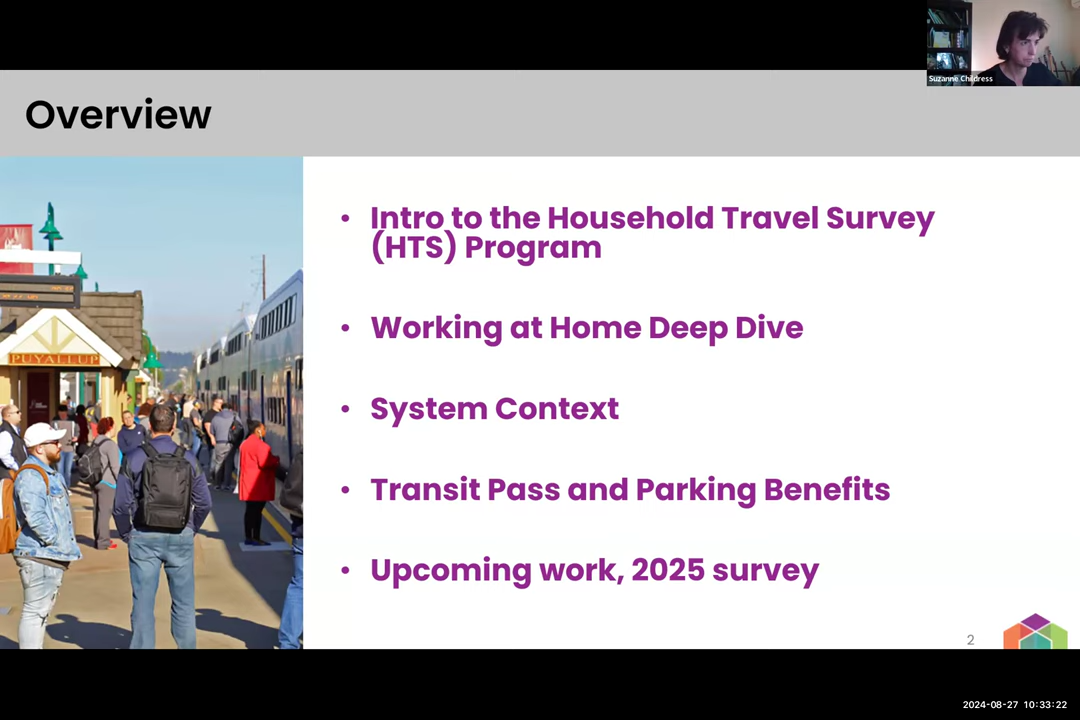 Suzanne Childress
Overview
PUYALLUP
• Intro to the Household Travel Survey
(HTS) Program
• Working at Home Deep Dive
• System Context
• Transit Pass and Parking Benefits
• Upcoming work, 2025 survey
2
2024-08-27 10:33:22